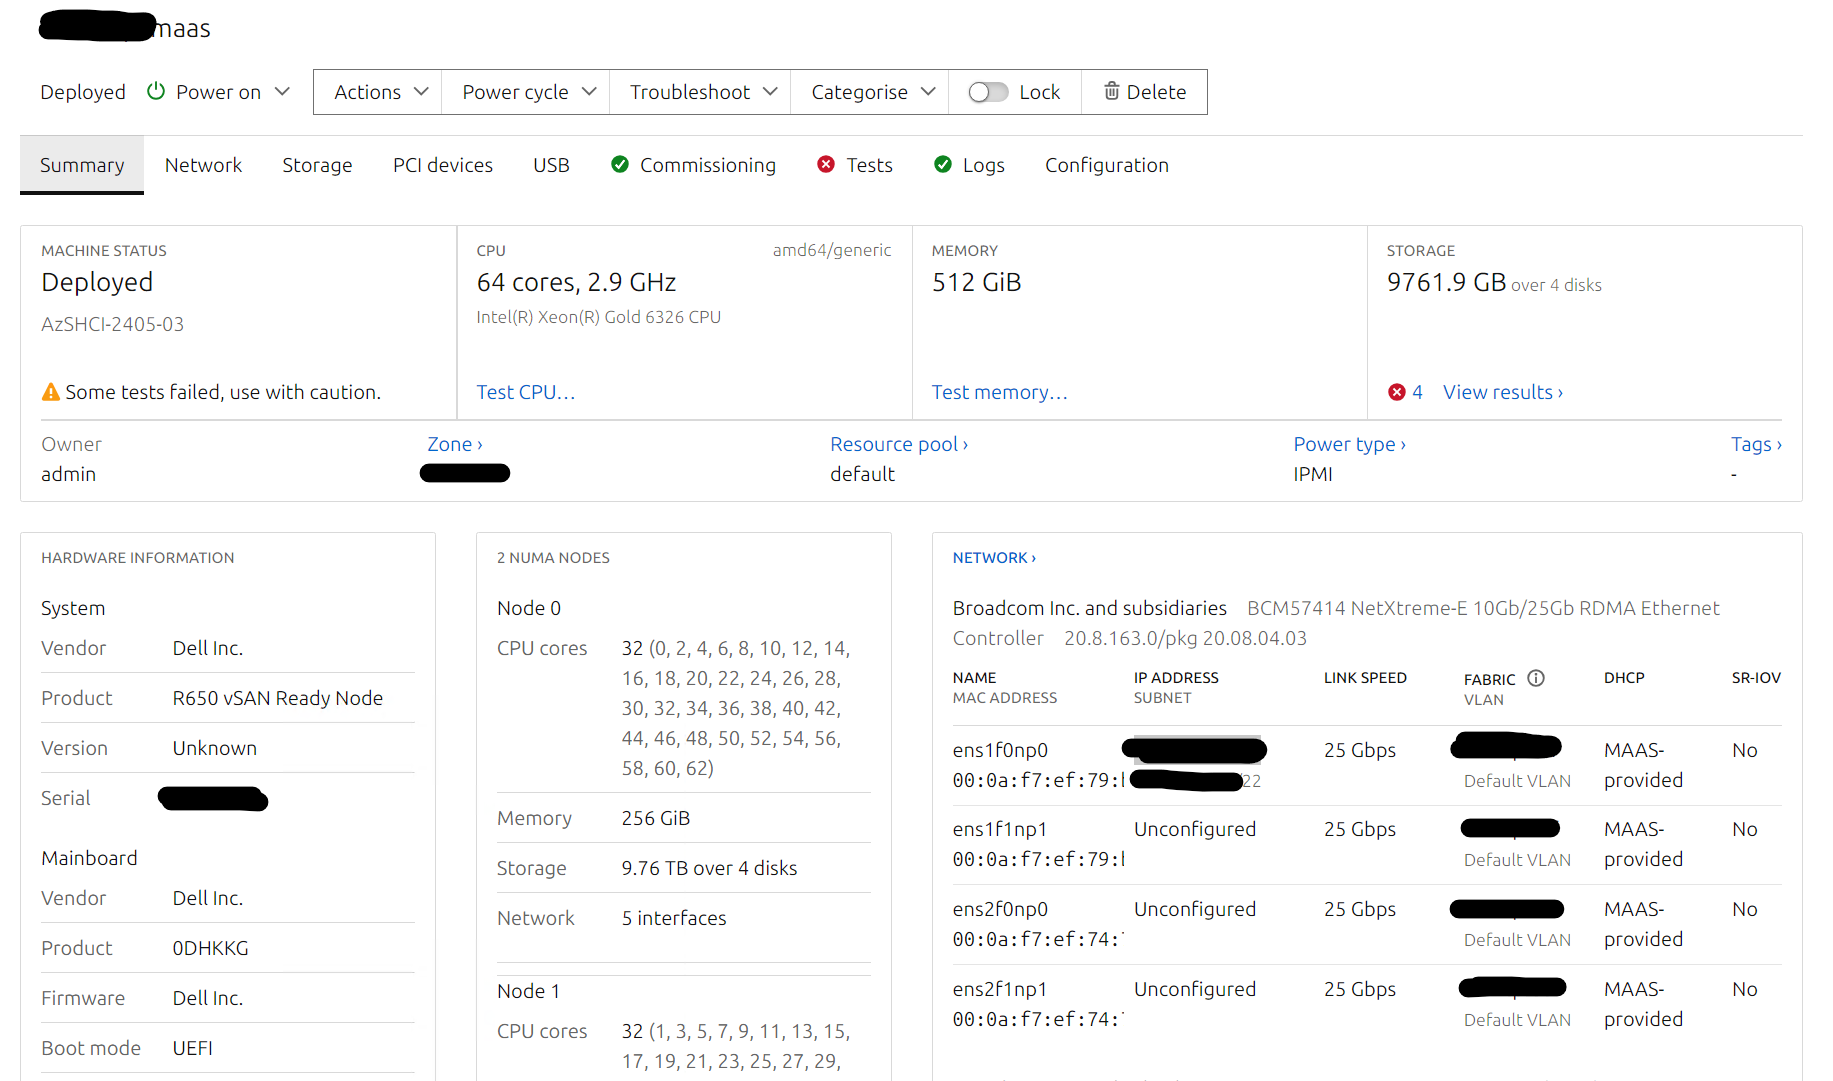 maas
Deployed Power on Actions Power cycle Troubleshoot Categorise Lock Delete
Summary Network Storage PCI devices USB Commissioning Tests Logs Configuration
MACHINE STATUS
Deployed
AzSHCI-2405-03
Some tests failed, use with caution.
CPU amd64/generic
64 cores, 2.9 GHz
Intel(R) Xeon(R) Gold 6326 CPU
Test CPU...
MEMORY
512 GiB
Test memory...
STORAGE
9761.9 GB over 4 disks
4 View results ›
Owner
admin
Zone ›
Resource pool ›
default
Power type ›
IPMI
Tags ›
-
HARDWARE INFORMATION
System
Vendor Dell Inc.
Product R650 vSAN Ready Node
Version Unknown
Serial
Mainboard
Vendor Dell Inc.
Product 0DHKKG
Firmware Dell Inc.
Boot mode UEFI
2 NUMA NODES
Node 0
CPU cores 32 (0, 2, 4, 6, 8, 10, 12, 14,
16, 18, 20, 22, 24, 26, 28,
30, 32, 34, 36, 38, 40, 42,
44, 46, 48, 50, 52, 54, 56,
58, 60, 62)
Memory 256 GiB
Storage 9.76 TB over 4 disks
Network 5 interfaces
Node 1
CPU cores 32 (1, 3, 5, 7, 9, 11, 13, 15,
17, 19, 21, 23, 25, 27, 29,
NETWORK ›
Broadcom Inc. and subsidiaries BCM57414 NetXtreme-E 10Gb/25Gb RDMA Ethernet
Controller 20.8.163.0/pkg 20.08.04.03
NAME IP ADDRESS LINK SPEED FABRIC DHCP SR-IOV
MAC ADDRESS SUBNET VLAN
ens1f0np0 25 Gbps MAAS- No
00:0a:f7:ef:79: /22 Default VLAN provided
ens1f1np1 Unconfigured 25 Gbps MAAS- No
00:0a:f7:ef:79: Default VLAN provided
ens2f0np0 Unconfigured 25 Gbps MAAS- No
00:0a:f7:ef:74: Default VLAN provided
ens2f1np1 Unconfigured 25 Gbps MAAS- No
00:0a:f7:ef:74: Default VLAN provided